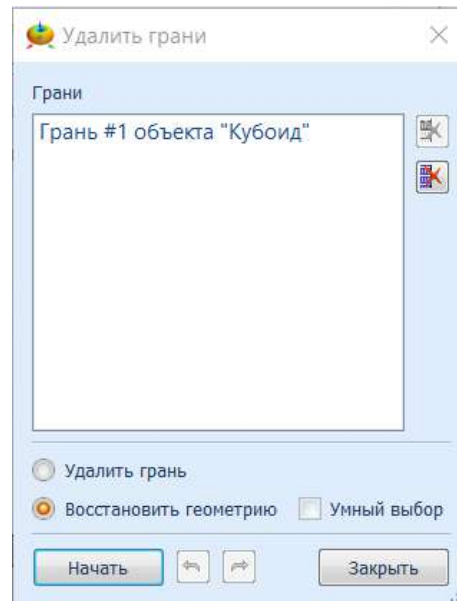 Удалить грани
Грани
Грань #1 объекта "Кубоид"
Удалить грань
Восстановить геометрию Умный выбор
Начать Закрыть